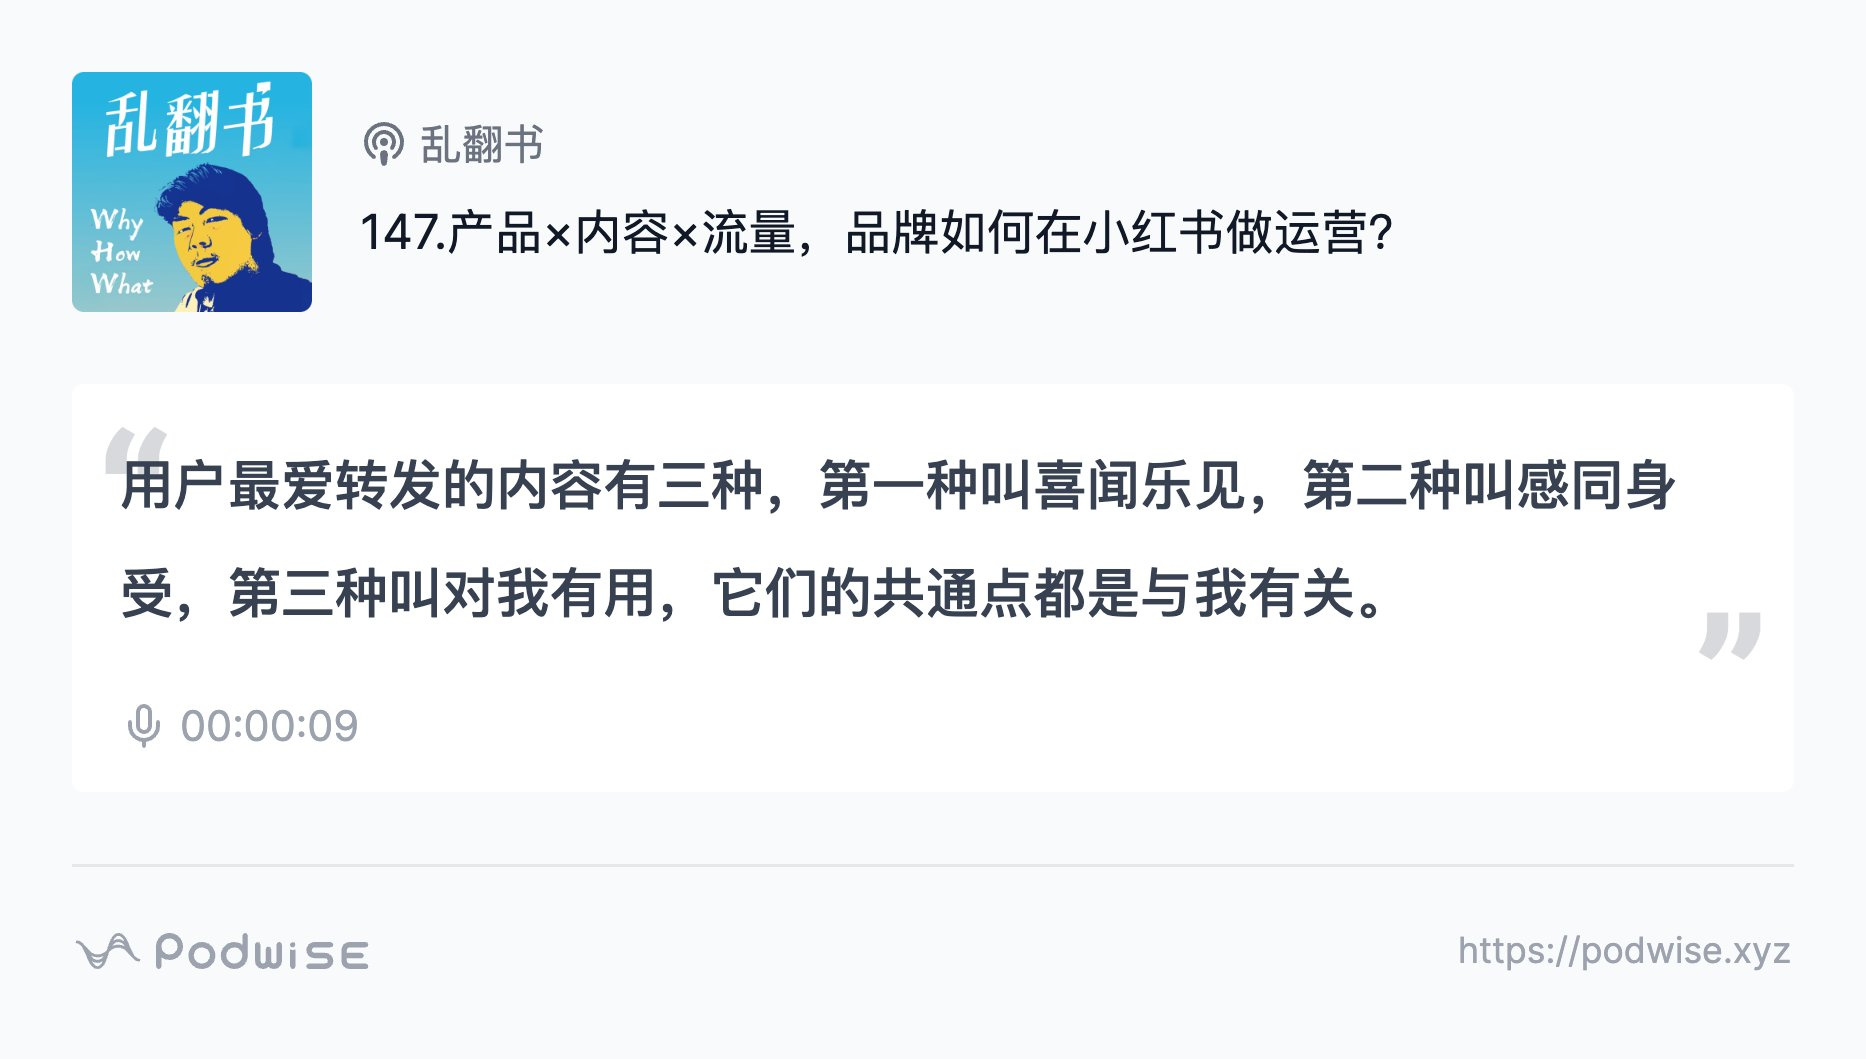 乱翻书
Why
How
What
乱翻书
147.产品×内容×流量，品牌如何在小红书做运营?
“用户最爱转发的内容有三种，第一种叫喜闻乐见，第二种叫感同身
受，第三种叫对我有用，它们的共通点都是与我有关。”
00:00:09
Podwise
https://podwise.xyz